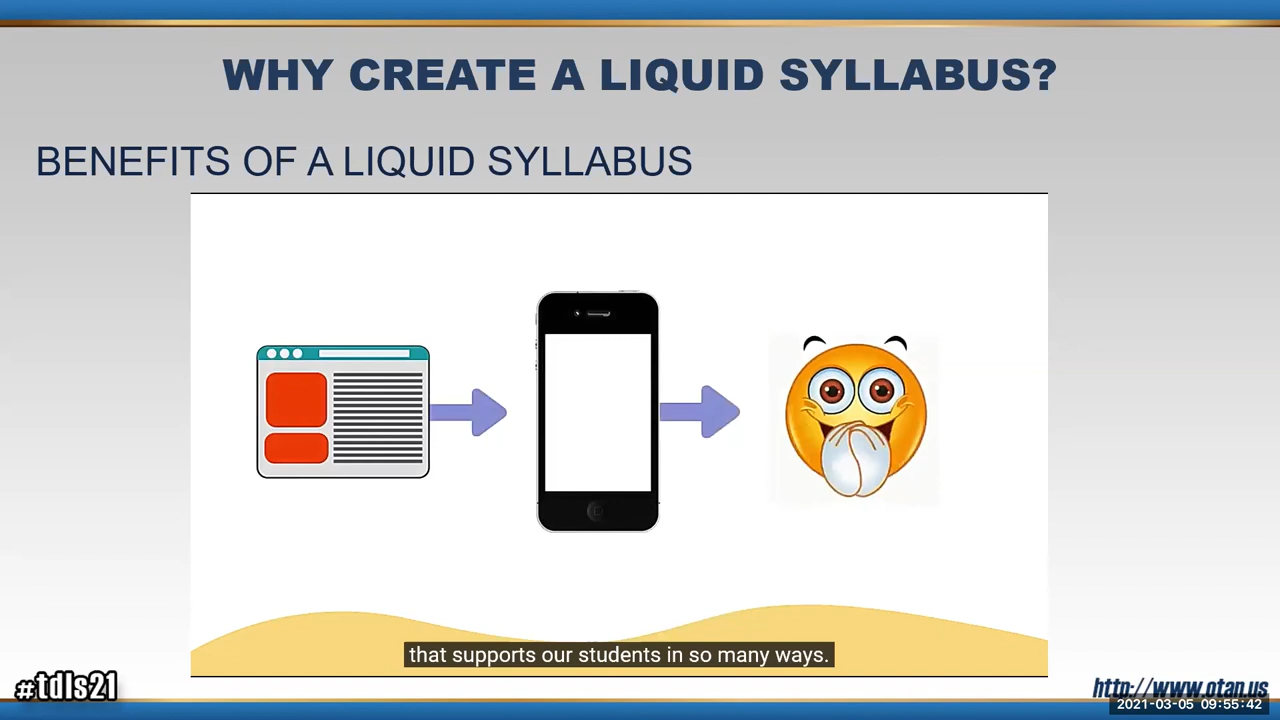 WHY CREATE A LIQUID SYLLABUS?
BENEFITS OF A LIQUID SYLLABUS
that supports our students in so many ways.
#tdls21
http://www.otan.us
2021-03-05 09:55:42